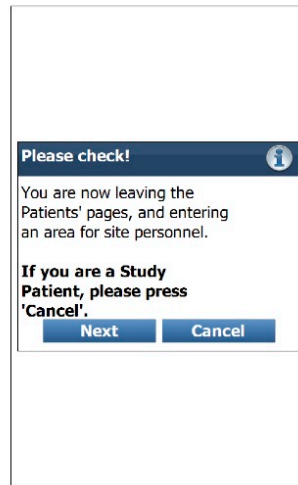 Please check!
You are now leaving the
Patients' pages, and entering
an area for site personnel.
If you are a Study
Patient, please press
'Cancel'.
Next Cancel